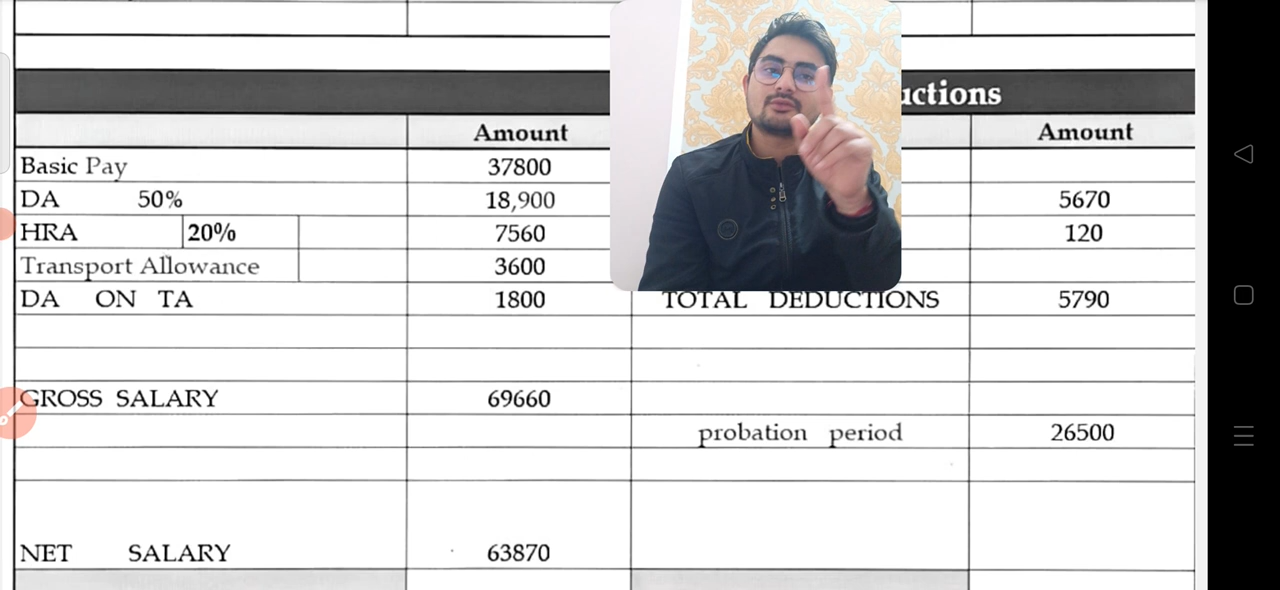 uctions
Amount Amount
Basic Pay 37800
DA 50% 18,900 5670
HRA 20% 7560 120
Transport Allowance 3600
DA ON TA 1800 TOTAL DEDUCTIONS 5790
GROSS SALARY 69660
probation period 26500
NET SALARY 63870